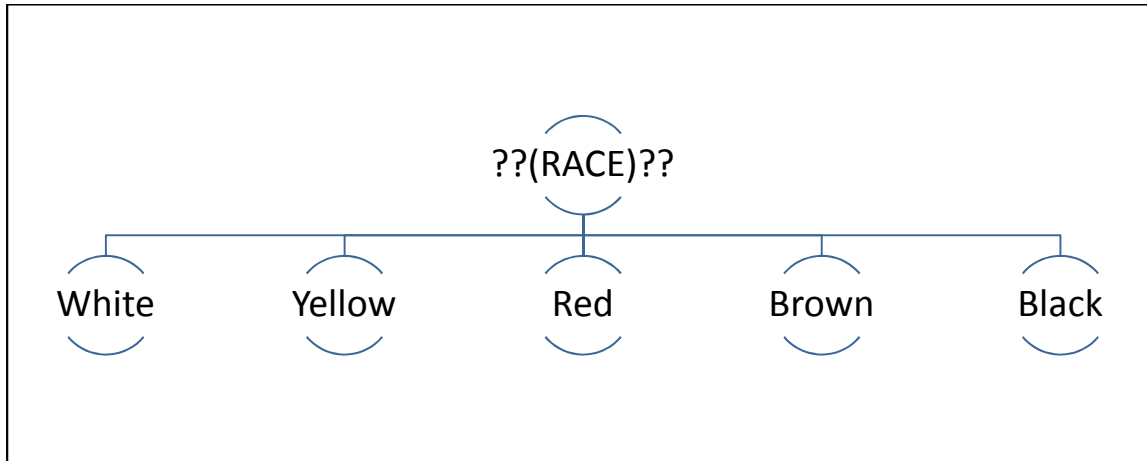 ??(RACE)??
White
Yellow
Red
Brown
Black